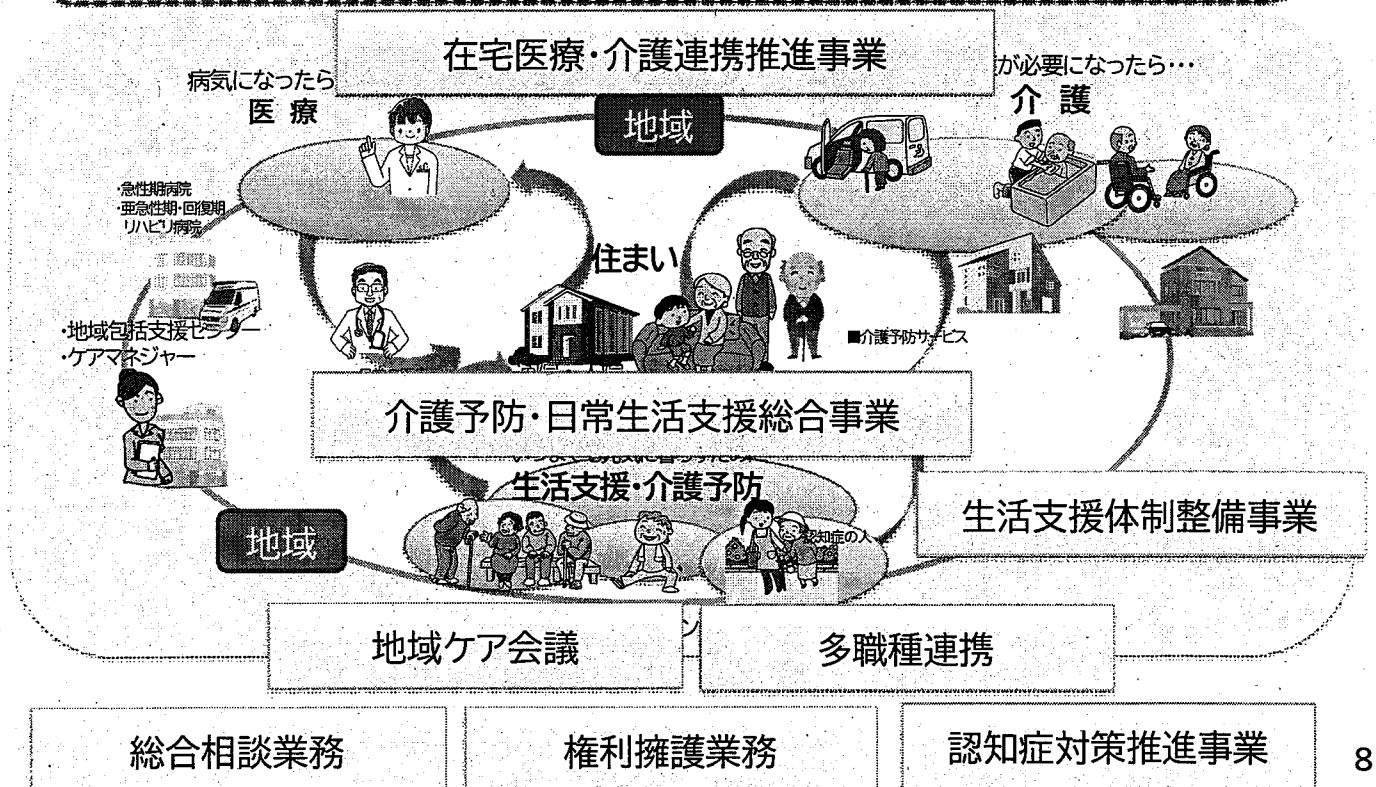 在宅医療・介護連携推進事業
病気になったら
医 療
が必要になったら…
介 護
地域
・急性期病院
・亜急性期・回復期
リハビリ病院
住まい
・地域包括支援センター
・ケアマネジャー
■介護予防サービス
介護予防・日常生活支援総合事業
生活支援・介護予防
認知症の人
生活支援体制整備事業
地域
地域ケア会議
多職種連携
総合相談業務
権利擁護業務
認知症対策推進事業
8